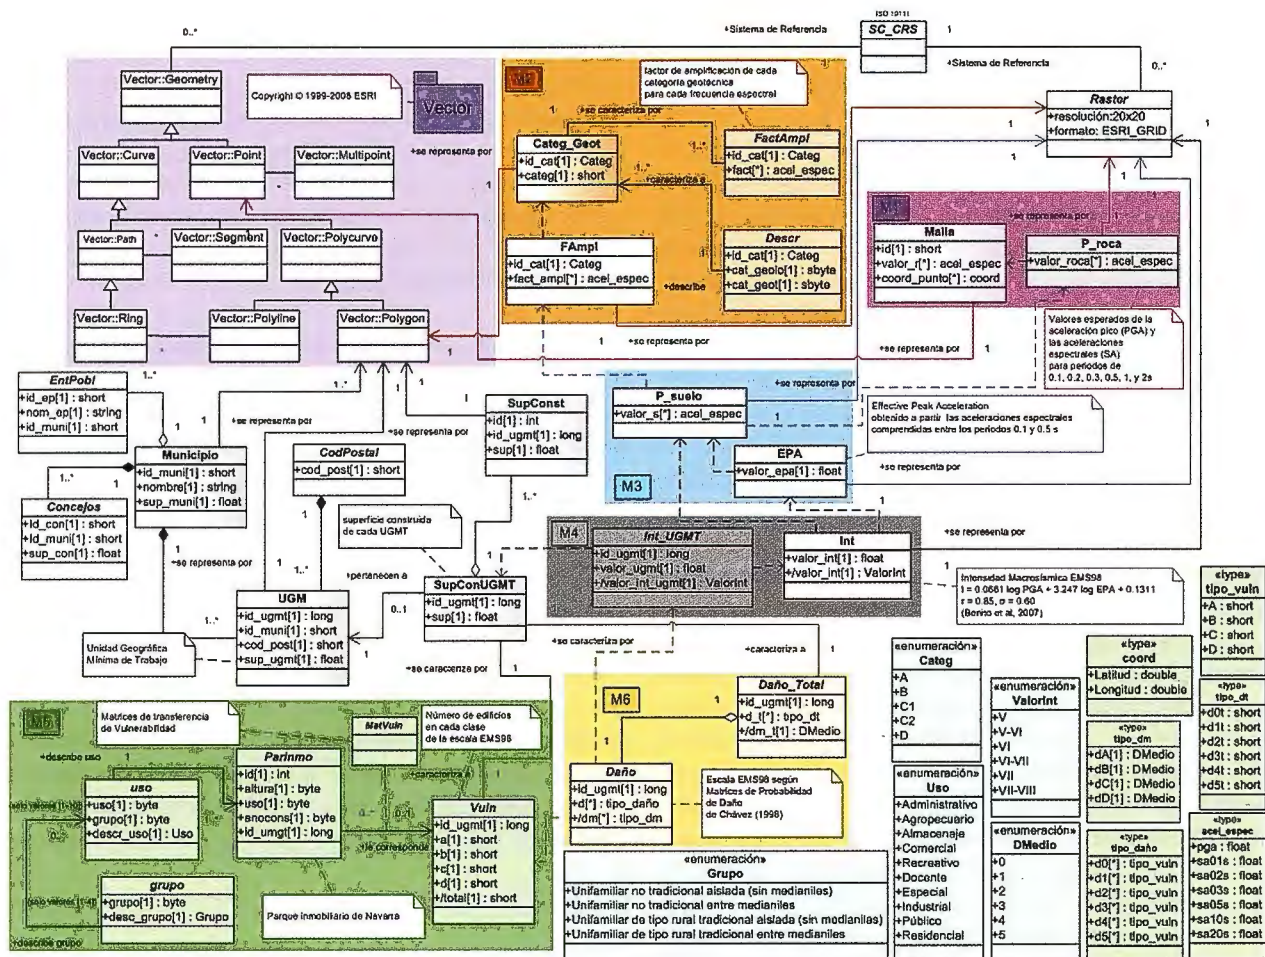 ISO 19111
SC_CRS
0..*
+Sistema de Referencia
1
1
+Sistema de Referencia
0..*
Vector::Geometry
Copyright © 1999-2008 ESRI
Vector
Vector::Curve
Vector::Point
Vector::Multipoint
+se representa por
Vector::Path
Vector::Segment
Vector::Polycurve
Vector::Ring
Vector::Polyline
Vector::Polygon
M2
factor de amplificación de cada
categoria geotécnica
para cada frecuencia espectral
+se caracteriza por
Categ_Geot
+id_cat[1] : Categ
+categ[1] : short
FactAmpl
+id_cat[1] : Categ
+fact[*] : acel_espec
+caracteriza a
FAmpl
+id_cat[1] : Categ
+fact_ampl[*] : acel_espec
Descr
+id_cat[1] : Categ
+cat_geolo[1] : sbyte
+cat_geot[1] : sbyte
+describe
Raster
+resolución:20x20
+formato: ESRI_GRID
+se representa por
Malla
+id[1] : short
+valor_r[*] : acel_espec
+coord_punto[*] : coord
P_roca
+valor_roca[*] : acel_espec
Valores esperados de la
aceleración pico (PGA) y
las aceleraciones
espectrales (SA)
para periodos de
0.1, 0.2, 0.3, 0.5, 1, y 2s
+se representa por
+se representa por
EntPobl
+id_ep[1] : short
+nom_ep[1] : string
+id_muni[1] : short
1..*
+se representa por
+se representa por
Municipio
+id_muni[1] : short
+nombre[1] : string
+sup_muni[1] : float
Concejos
+Id_con[1] : short
+Id_muni[1] : short
+sup_con[1] : float
+se representa por
CodPostal
+cod_post[1] : short
SupConst
+id[1] : int
+id_ugmt[1] : long
+sup[1] : float
+se representa por
P_suelo
+valor_s[*] : acel_espec
EPA
+valor_epa[1] : float
M3
Effective Peak Acceleration
obtenido a partir las aceleraciones espectrales
comprendidas entre los periodos 0.1 y 0.5 s
superficie construida
de cada UGMT
+pertenecen a
SupConUGMT
+id_ugmt[1] : long
+sup[1] : float
M4
Int_UGMT
+id_ugmt[1] : long
+valor_ugmt[1] : float
+/valor_int_ugmt[1] : ValorInt
Int
+valor_int[1] : float
+/valor_int[1] : ValorInt
+se representa por
Intensidad Macrosísmica EMS98
I = 0.0661 log PGA + 3.247 log EPA + 0.1311
r = 0.85, σ = 0.60
(Benito et al, 2007)
UGM
+id_ugmt[1] : long
+id_muni[1] : short
+cod_post[1] : short
+sup_ugmt[1] : float
0..1
Unidad Geográfica
Mínima de Trabajo
+se caracteriza por
+se caracteriza por
+caracteriza a
M6
Daño_Total
+id_ugmt[1] : long
+d_t[*] : tipo_dt
+/dm_t[1] : DMedio
Daño
+id_ugmt[1] : long
+d[*] : tipo_daño
+/dm[*] : tipo_dm
Escala EMS98 según
Matrices de Probabilidad
de Daño
de Chávez (1998)
Matrices de transferencia
de Vulnerabilidad
MatVuln
Número de edificios
en cada clase
de la escala EMS98
+describe uso
+caracteriza a
uso
+uso[1] : byte
+grupo[1] : byte
+descr_uso[1] : Uso
ParInmo
+id[1] : int
+altura[1] : byte
+uso[1] : byte
+anocons[1] : byte
+id_umgt[1] : long
+le corresponde
Vuln
+id_ugmt[1] : long
+a[1] : short
+b[1] : short
+c[1] : short
+d[1] : short
+/total[1] : short
grupo
+grupo[1] : byte
+desc_grupo[1] : Grupo
+describe grupo
Parque Inmobiliario de Navarra
«enumeración»
Grupo
+Unifamiliar no tradicional aislada (sin medianiles)
+Unifamiliar no tradicional entre medianiles
+Unifamiliar de tipo rural tradicional aislada (sin medianiles)
+Unifamiliar de tipo rural tradicional entre medianiles
«enumeración»
Categ
+A
+B
+C1
+C2
+D
«enumeración»
Uso
+Administrativo
+Agropecuario
+Almacenaje
+Comercial
+Recreativo
+Docente
+Especial
+Industrial
+Público
+Residencial
«enumeración»
ValorInt
+V
+V-VI
+VI
+VI-VII
+VII
+VII-VIII
«enumeración»
DMedio
+0
+1
+2
+3
+4
+5
«type»
coord
+Latitud : double
+Longitud : double
«type»
tipo_dm
+dA[1] : DMedio
+dB[1] : DMedio
+dC[1] : DMedio
+dD[1] : DMedio
«type»
tipo_daño
+d0[*] : tipo_vuln
+d1[*] : tipo_vuln
+d2[*] : tipo_vuln
+d3[*] : tipo_vuln
+d4[*] : tipo_vuln
+d5[*] : tipo_vuln
«type»
tipo_vuln
+A : short
+B : short
+C : short
+D : short
«type»
tipo_dt
+d0t : short
+d1t : short
+d2t : short
+d3t : short
+d4t : short
+d5t : short
«type»
acel_espec
+pga : float
+sa01s : float
+sa02s : float
+sa03s : float
+sa05s : float
+sa10s : float
+sa20s : float